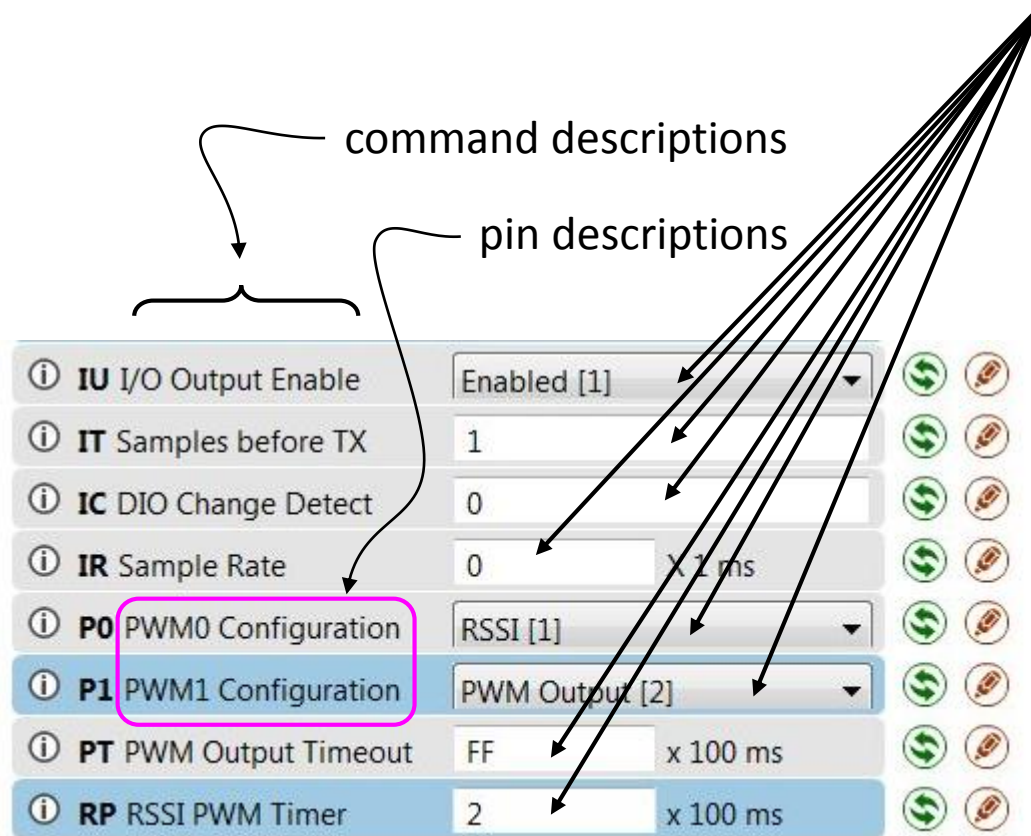 command descriptions
pin descriptions
IU I/O Output Enable Enabled [1]
IT Samples before TX 1
IC DIO Change Detect 0
IR Sample Rate 0 X 1 ms
P0 PWM0 Configuration RSSI [1]
P1 PWM1 Configuration PWM Output [2]
PT PWM Output Timeout FF x 100 ms
RP RSSI PWM Timer 2 x 100 ms